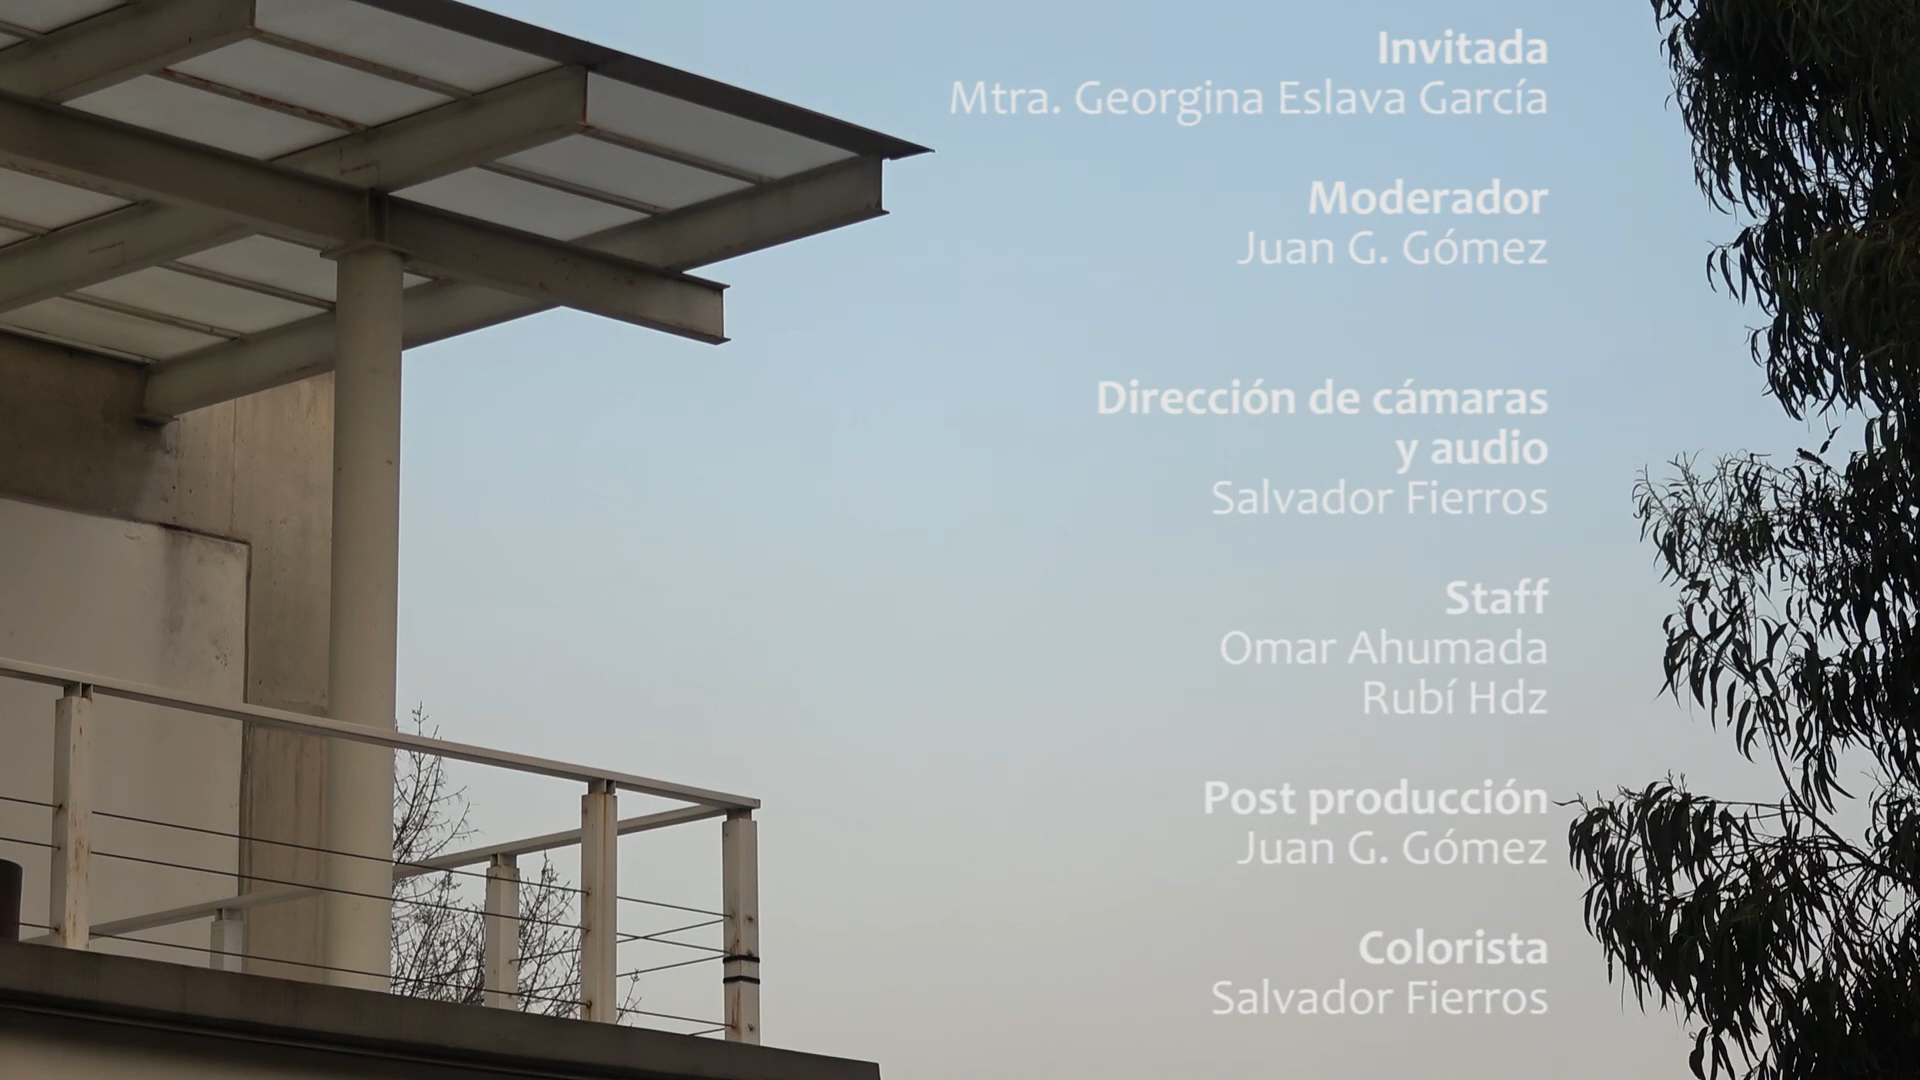 Invitada
Mtra. Georgina Eslava García
Moderador
Juan G. Gómez
Dirección de cámaras
y audio
Salvador Fierros
Staff
Omar Ahumada
Rubí Hdz
Post producción
Juan G. Gómez
Colorista
Salvador Fierros